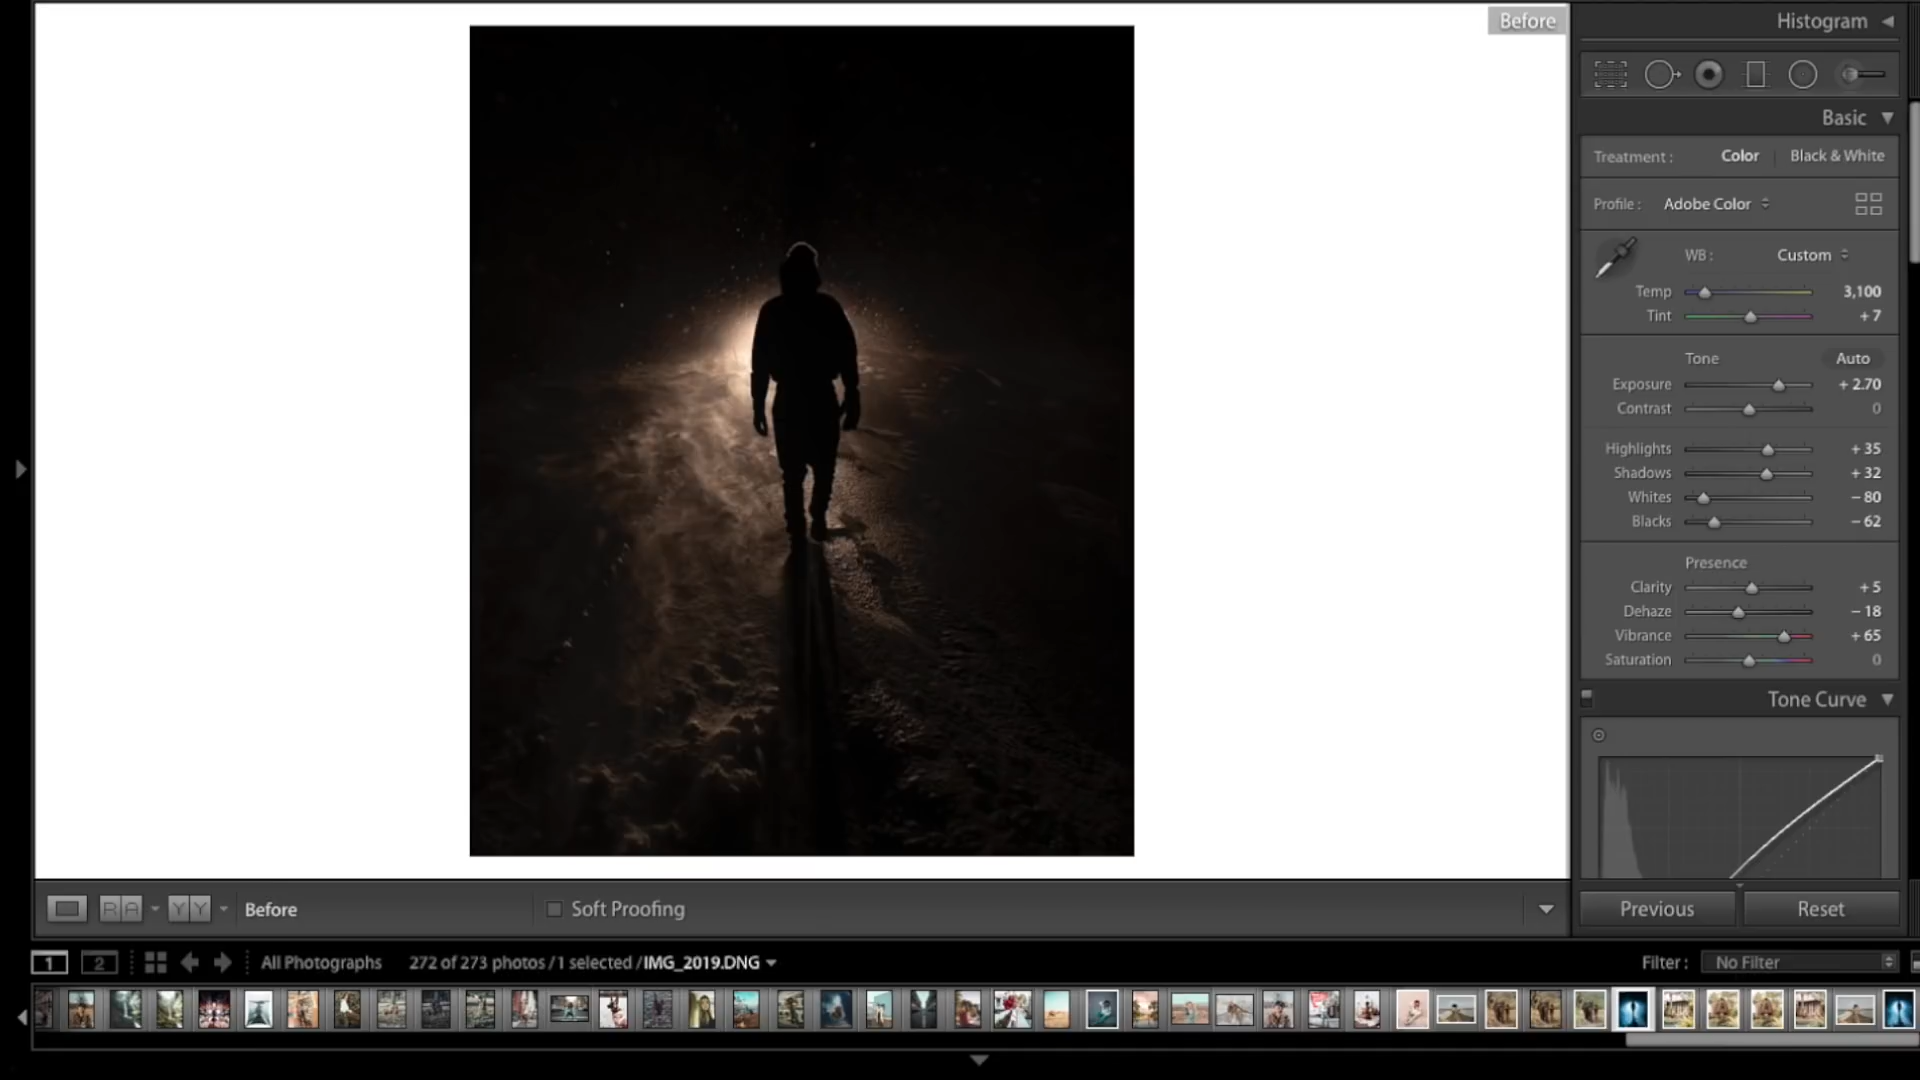 Before
Histogram
Basic
Treatment : Color Black & White
Profile : Adobe Color
WB : Custom
Temp 3,100
Tint + 7
Tone Auto
Exposure + 2.70
Contrast 0
Highlights + 35
Shadows + 32
Whites − 80
Blacks − 62
Presence
Clarity + 5
Dehaze − 18
Vibrance + 65
Saturation 0
Tone Curve
R A Y Y Before Soft Proofing
Previous Reset
1 2 All Photographs 272 of 273 photos / 1 selected / IMG_2019.DNG Filter : No Filter